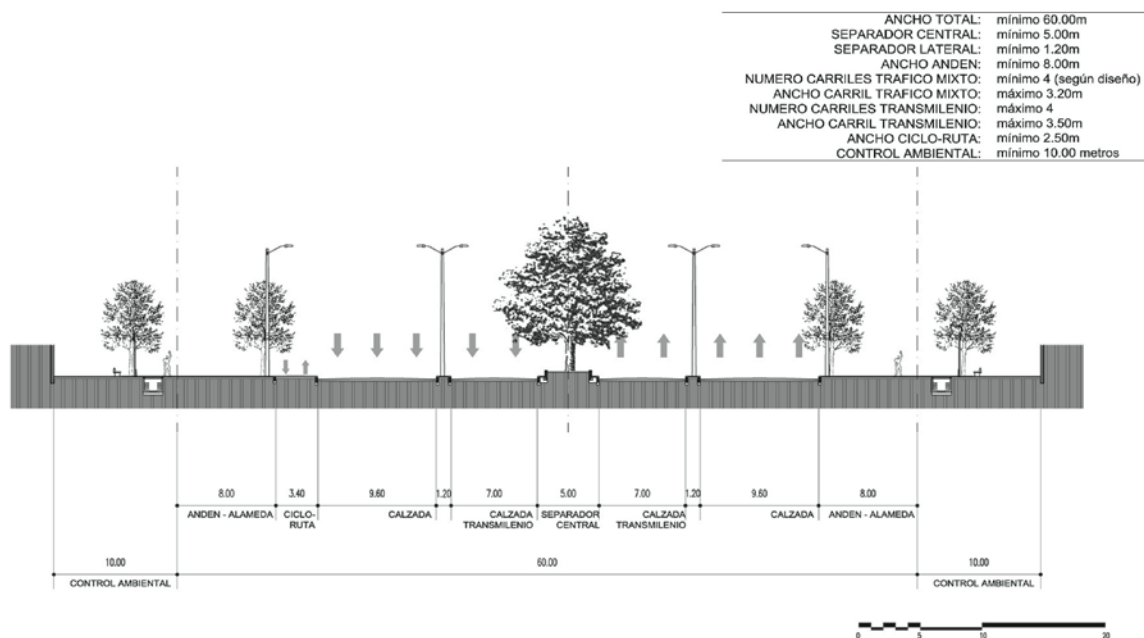 ANCHO TOTAL: mínimo 60.00m
SEPARADOR CENTRAL: mínimo 5.00m
SEPARADOR LATERAL: mínimo 1.20m
ANCHO ANDEN: mínimo 8.00m
NUMERO CARRILES TRAFICO MIXTO: mínimo 4 (según diseño)
ANCHO CARRIL TRAFICO MIXTO: máximo 3.20m
NUMERO CARRILES TRANSMILENIO: máximo 4
ANCHO CARRIL TRANSMILENIO: máximo 3.50m
ANCHO CICLO-RUTA: mínimo 2.50m
CONTROL AMBIENTAL: mínimo 10.00 metros
8.00 3.40 9.60 1.20 7.00 5.00 7.00 1.20 9.60 8.00
ANDEN - ALAMEDA CICLO- CALZADA CALZADA SEPARADOR CALZADA CALZADA ANDEN - ALAMEDA
RUTA TRANSMILENIO CENTRAL TRANSMILENIO
10.00 60.00 10.00
CONTROL AMBIENTAL CONTROL AMBIENTAL
0 5 10 20